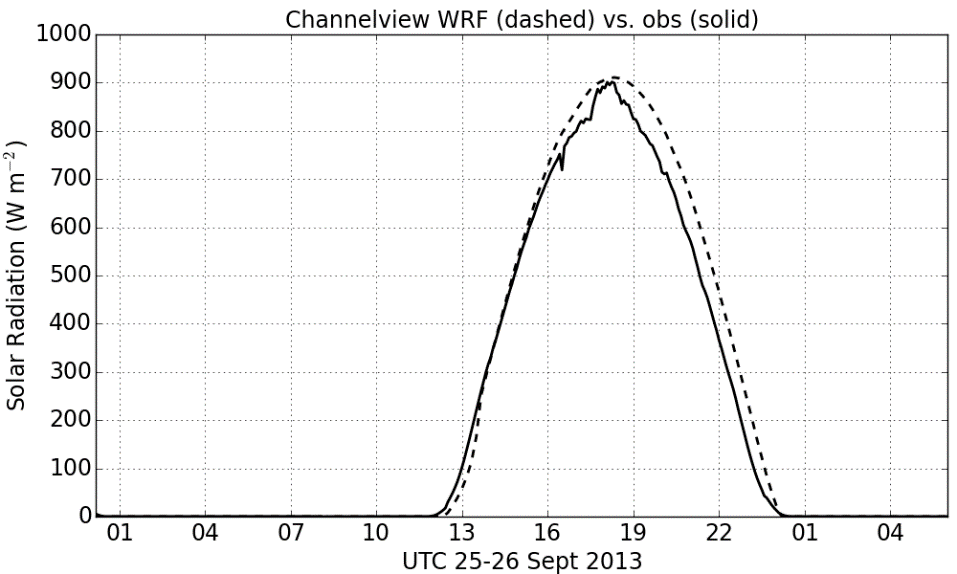 Channelview WRF (dashed) vs. obs (solid)
1000
900
800
700
600
500
400
300
200
100
0
Solar Radiation (W m⁻²)
01 04 07 10 13 16 19 22 01 04
UTC 25-26 Sept 2013